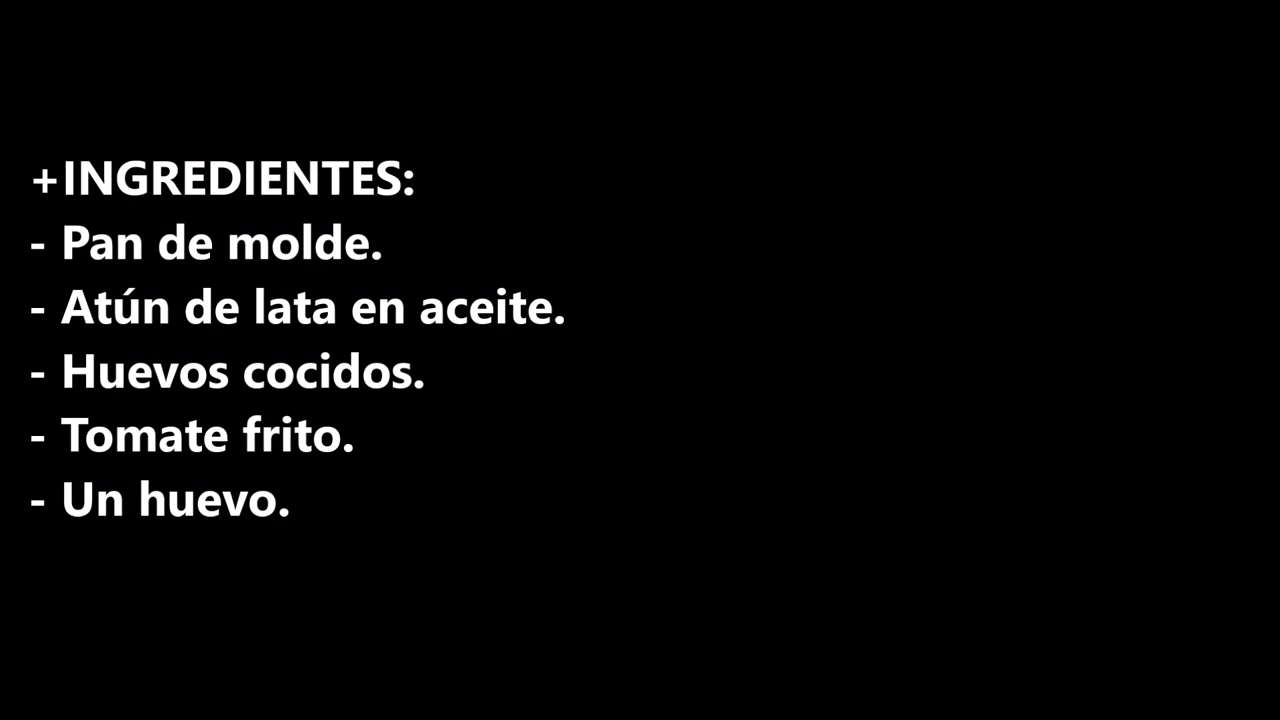 +INGREDIENTES:
- Pan de molde.
- Atún de lata en aceite.
- Huevos cocidos.
- Tomate frito.
- Un huevo.